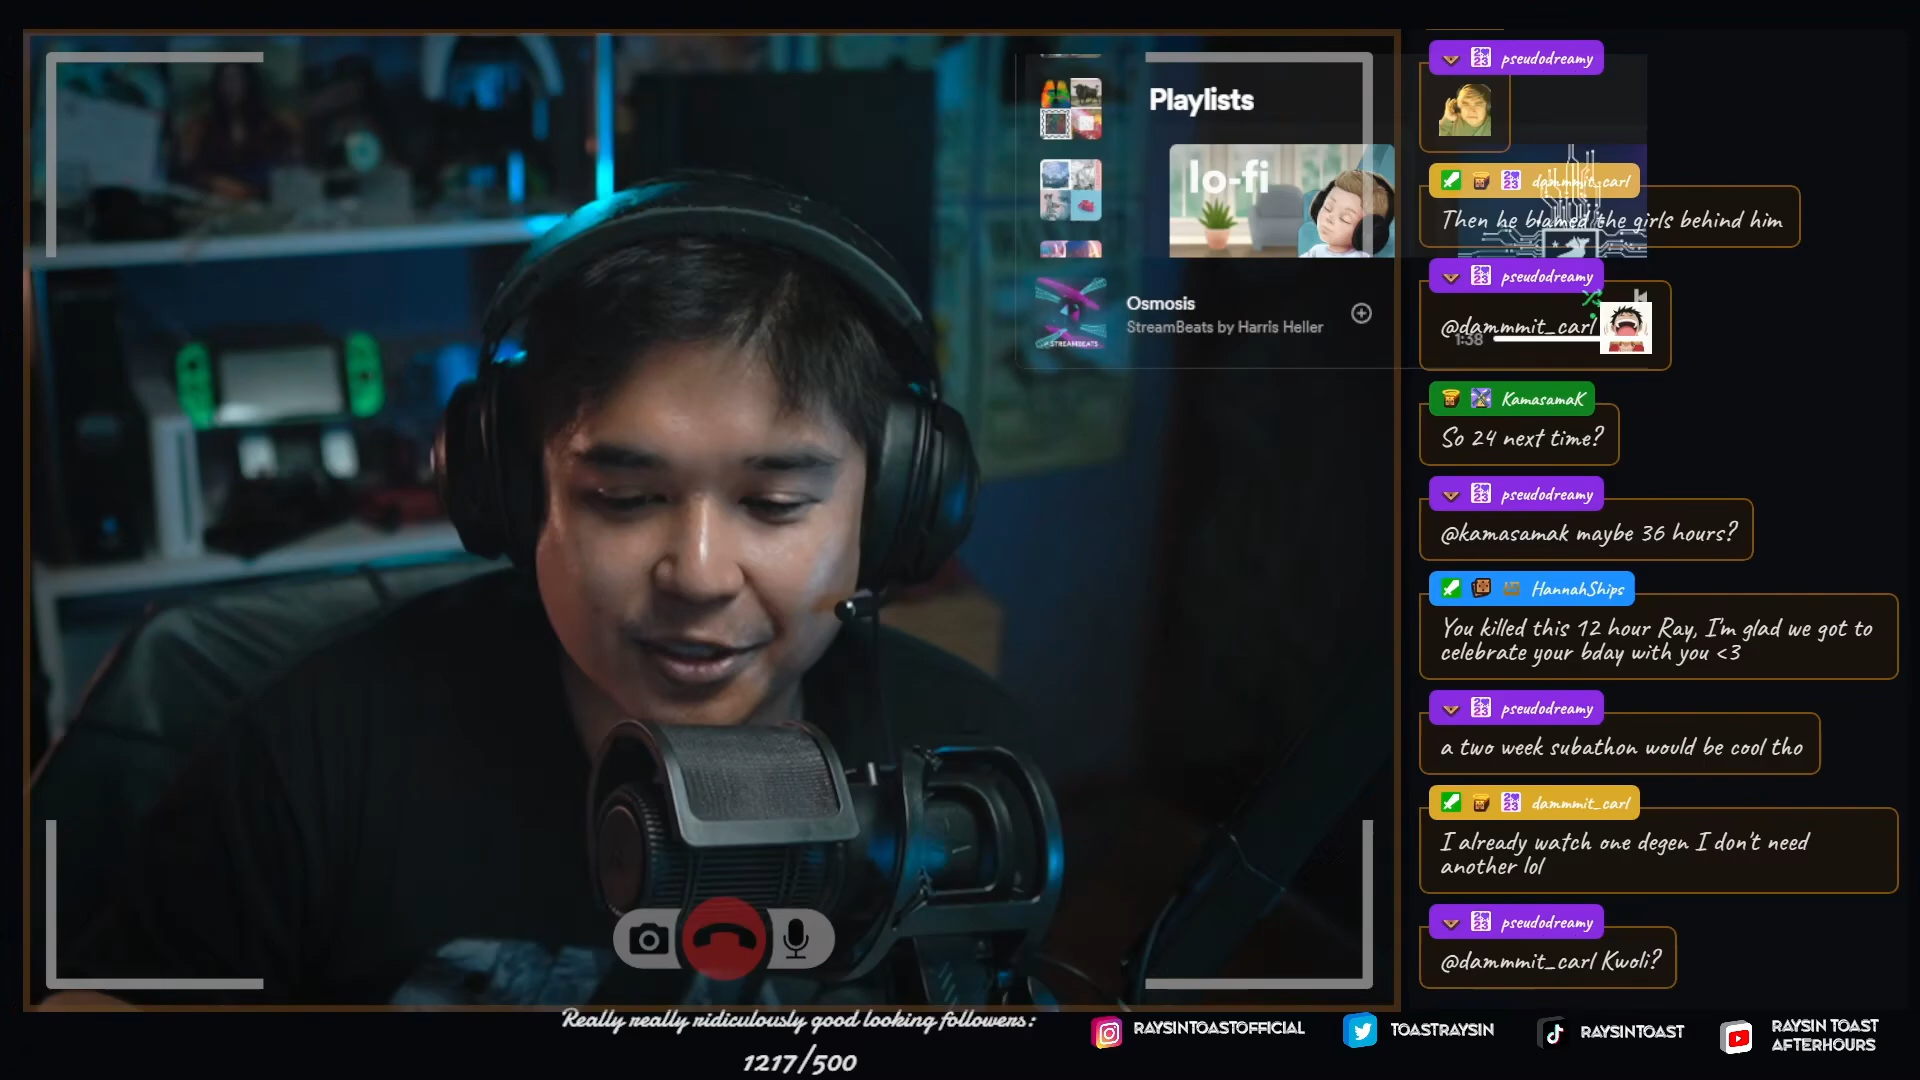 Playlists
lo-fi
Osmosis
StreamBeats by Harris Heller
STREAMBEATS
pseudodreamy
dammmit_carl
Then he blamed the girls behind him
pseudodreamy
@dammmit_carl
1:38
KamasamaK
So 24 next time?
pseudodreamy
@kamasamak maybe 36 hours?
HannahShips
You killed this 12 hour Ray, I'm glad we got to
celebrate your bday with you <3
pseudodreamy
a two week subathon would be cool tho
dammmit_carl
I already watch one degen I don't need
another lol
pseudodreamy
@dammmit_carl Kwoli?
Really really ridiculously good looking followers:
1217/500
RAYSINTOASTOFFICIAL
TOASTRAYSIN
RAYSINTOAST
RAYSIN TOAST
AFTERHOURS